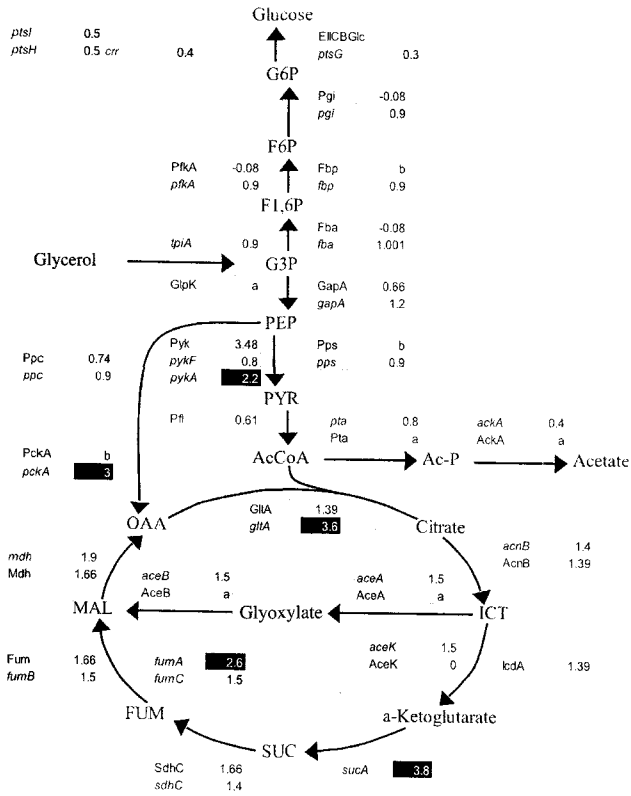 Glucose
ptsI 0.5
ptsH 0.5 crr 0.4
EIICBGlc
ptsG 0.3
G6P
Pgi -0.08
pgi 0.9
F6P
PfkA -0.08 Fbp b
pfkA 0.9 fbp 0.9
F1,6P
Fba -0.08
tpiA 0.9 fba 1.001
Glycerol G3P
GlpK a GapA 0.66
gapA 1.2
PEP
Pyk 3.48 Pps b
Ppc 0.74 pykF 0.8 pps 0.9
ppc 0.9 pykA 2.2
PYR
Pfl 0.61 pta 0.8 ackA 0.4
Pta a AckA a
PckA b AcCoA Ac-P Acetate
pckA 3
GltA 1.39
OAA gltA 3.6 Citrate
acnB 1.4
mdh 1.9 AcnB 1.39
Mdh 1.66 aceB 1.5 aceA 1.5
AceB a AceA a
MAL Glyoxylate ICT
aceK 1.5
Fum 1.66 fumA 2.6 AceK 0 IcdA 1.39
fumB 1.5 fumC 1.5
FUM a-Ketoglutarate
SUC
SdhC 1.66 sucA 3.8
sdhC 1.4